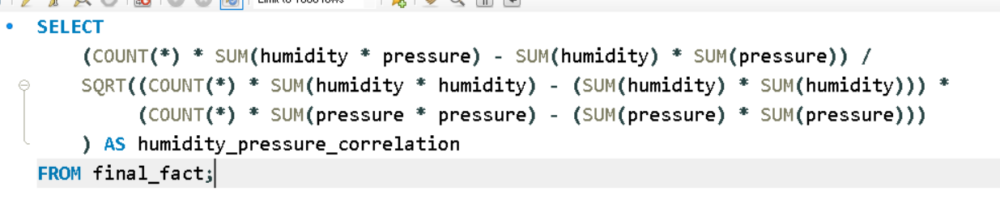 SELECT
(COUNT(*) * SUM(humidity * pressure) - SUM(humidity) * SUM(pressure)) /
SQRT((COUNT(*) * SUM(humidity * humidity) - (SUM(humidity) * SUM(humidity))) *
(COUNT(*) * SUM(pressure * pressure) - (SUM(pressure) * SUM(pressure)))
) AS humidity_pressure_correlation
FROM final_fact;